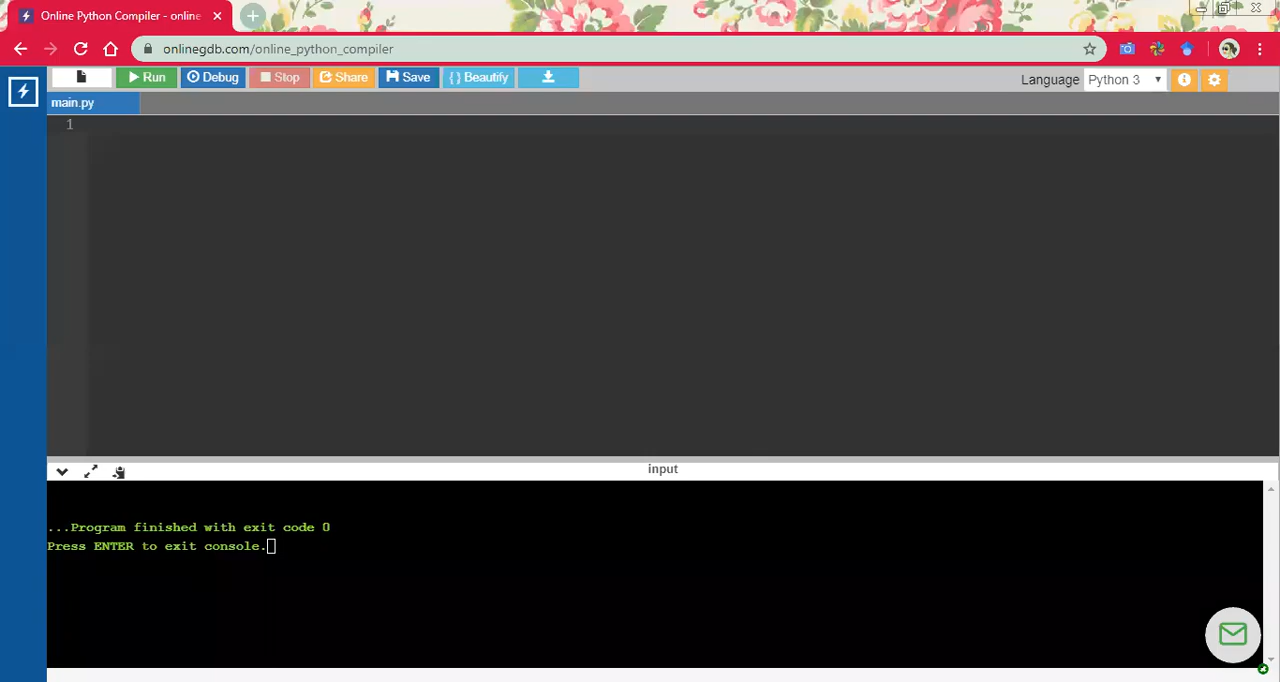 Online Python Compiler - online
onlinegdb.com/online_python_compiler
Run Debug Stop Share Save { } Beautify Language Python 3
main.py
1
input
...Program finished with exit code 0
Press ENTER to exit console.